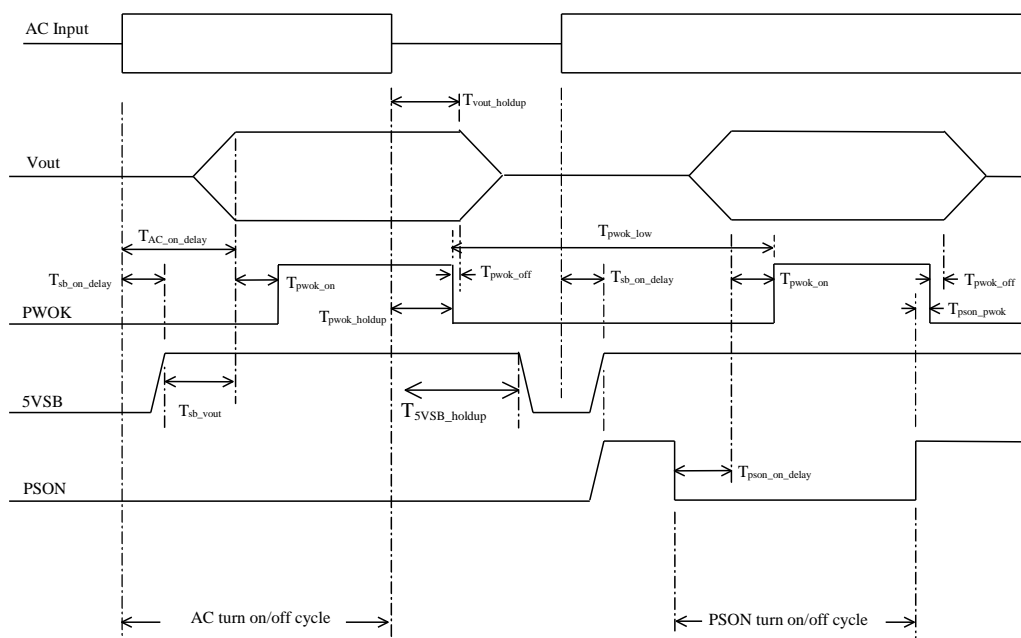 AC Input
T_vout_holdup
Vout
T_AC_on_delay
T_pwok_low
T_sb_on_delay
T_pwok_on
T_pwok_off
T_sb_on_delay
T_pwok_on
T_pwok_off
PWOK
T_pwok_holdup
T_pson_pwok
5VSB
T_sb_vout
T_5VSB_holdup
PSON
T_pson_on_delay
AC turn on/off cycle
PSON turn on/off cycle